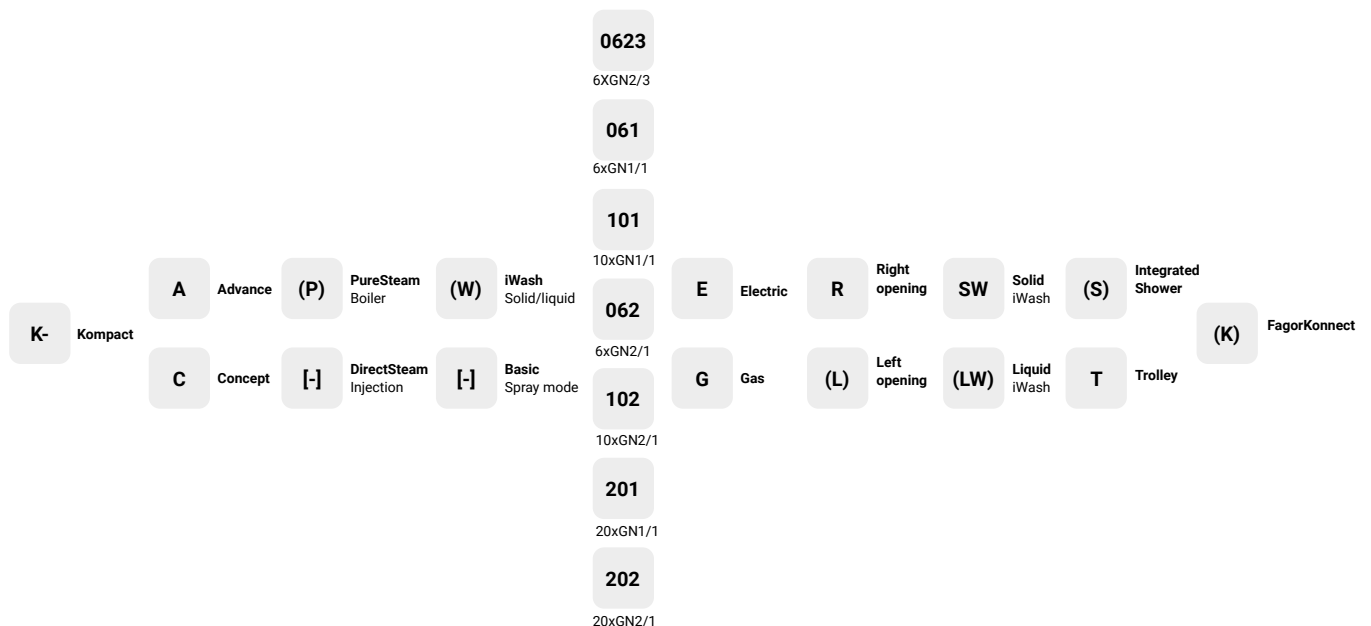 K-
Kompact
A
Advance
C
Concept
(P)
PureSteam
Boiler
[-]
DirectSteam
Injection
(W)
iWash
Solid/liquid
[-]
Basic
Spray mode
0623
6XGN2/3
061
6xGN1/1
101
10xGN1/1
062
6xGN2/1
102
10xGN2/1
201
20xGN1/1
202
20xGN2/1
E
Electric
G
Gas
R
Right
opening
(L)
Left
opening
SW
Solid
iWash
(LW)
Liquid
iWash
(S)
Integrated
Shower
T
Trolley
(K)
FagorKonnect